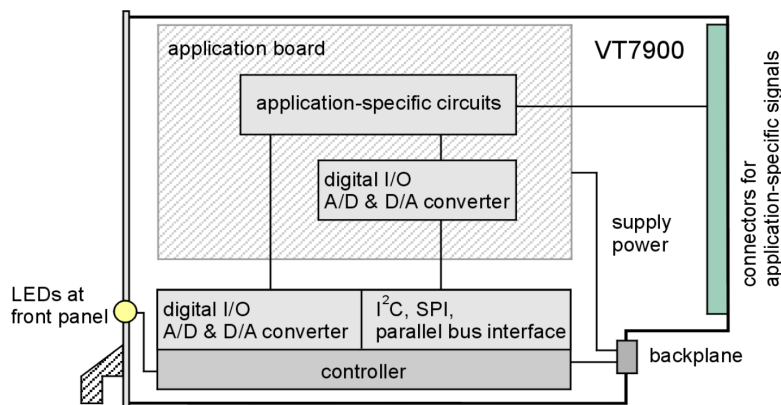 application board
VT7900
application-specific circuits
digital I/O
A/D & D/A converter
supply
power
connectors for
application-specific signals
LEDs at
front panel
digital I/O
A/D & D/A converter
I²C, SPI,
parallel bus interface
controller
backplane